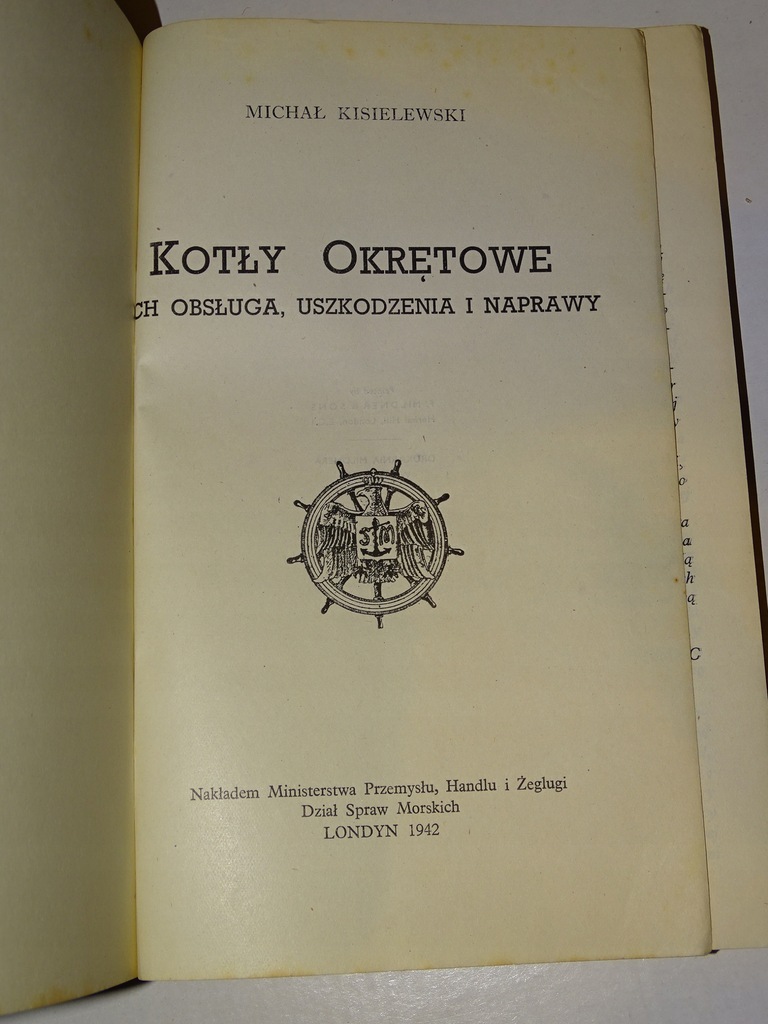 MICHAŁ KISIELEWSKI
KOTŁY OKRĘTOWE
CH OBSŁUGA, USZKODZENIA I NAPRAWY
S M
Nakładem Ministerstwa Przemysłu, Handlu i Żeglugi
Dział Spraw Morskich
LONDYN 1942